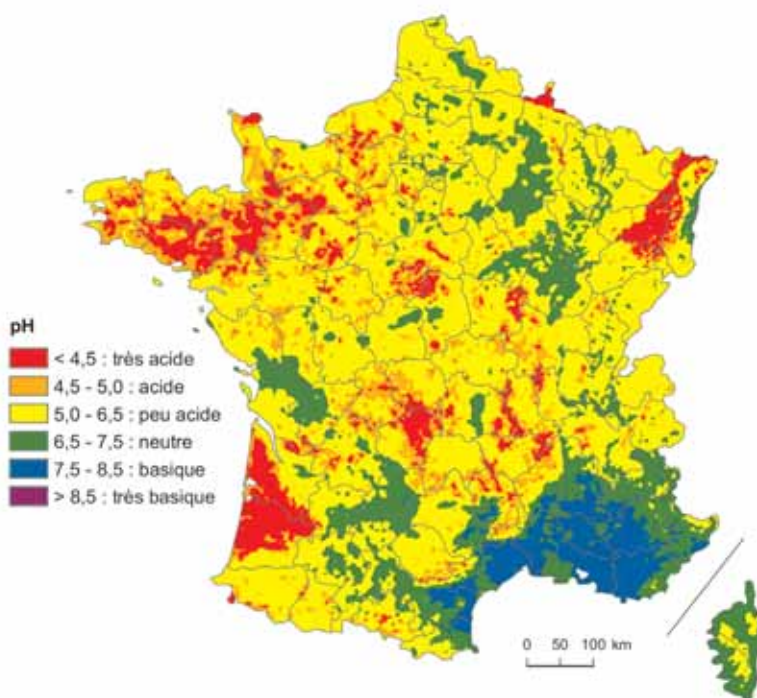 pH
< 4,5 : très acide
4,5 - 5,0 : acide
5,0 - 6,5 : peu acide
6,5 - 7,5 : neutre
7,5 - 8,5 : basique
> 8,5 : très basique
0 50 100 km